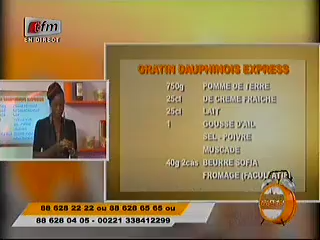 tfm
EN DIRECT
GRATIN DAUPHINOIS EXPRESS
750g POMME DE TERRE
25cl DE CREME FRAICHE
25cl LAIT
1 GOUSSE D'AIL
SEL - POIVRE
MUSCADE
40g 2cas BEURRE SOFIA
FROMAGE (FACULATIF)
88 628 22 22 ou 88 628 65 65 ou
88 628 04 05 - 00221 338412299